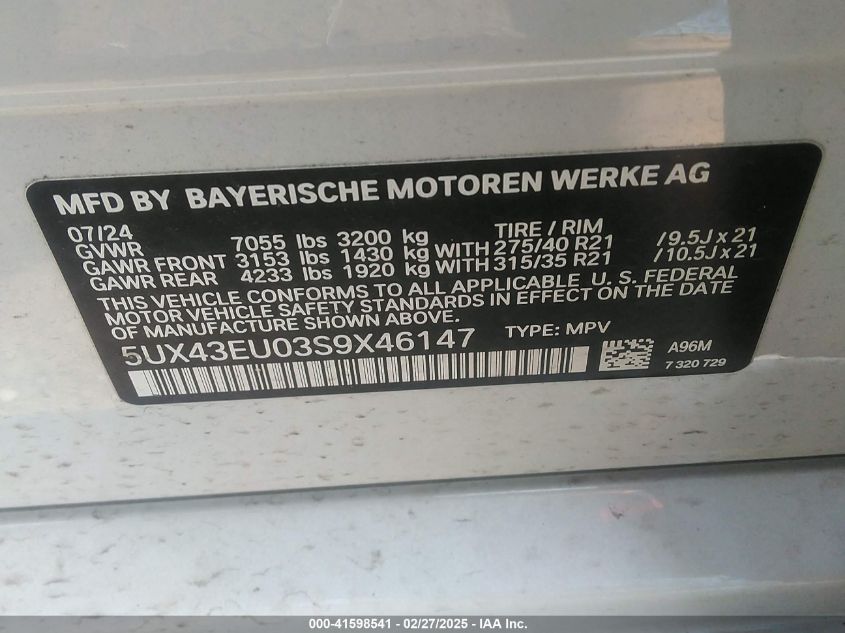 MFD BY BAYERISCHE MOTOREN WERKE AG
07/24 TIRE / RIM
GVWR 7055 lbs 3200 kg
GAWR FRONT 3153 lbs 1430 kg WITH 275/40 R21 / 9.5J x 21
GAWR REAR 4233 lbs 1920 kg WITH 315/35 R21 / 10.5J x 21
THIS VEHICLE CONFORMS TO ALL APPLICABLE U. S. FEDERAL
MOTOR VEHICLE SAFETY STANDARDS IN EFFECT ON THE DATE
OF MANUFACTURE SHOWN ABOVE.
5UX43EU03S9X46147 TYPE: MPV
A96M
7 320 729
000-41598541 / 02/27/2025 - IAA Inc.